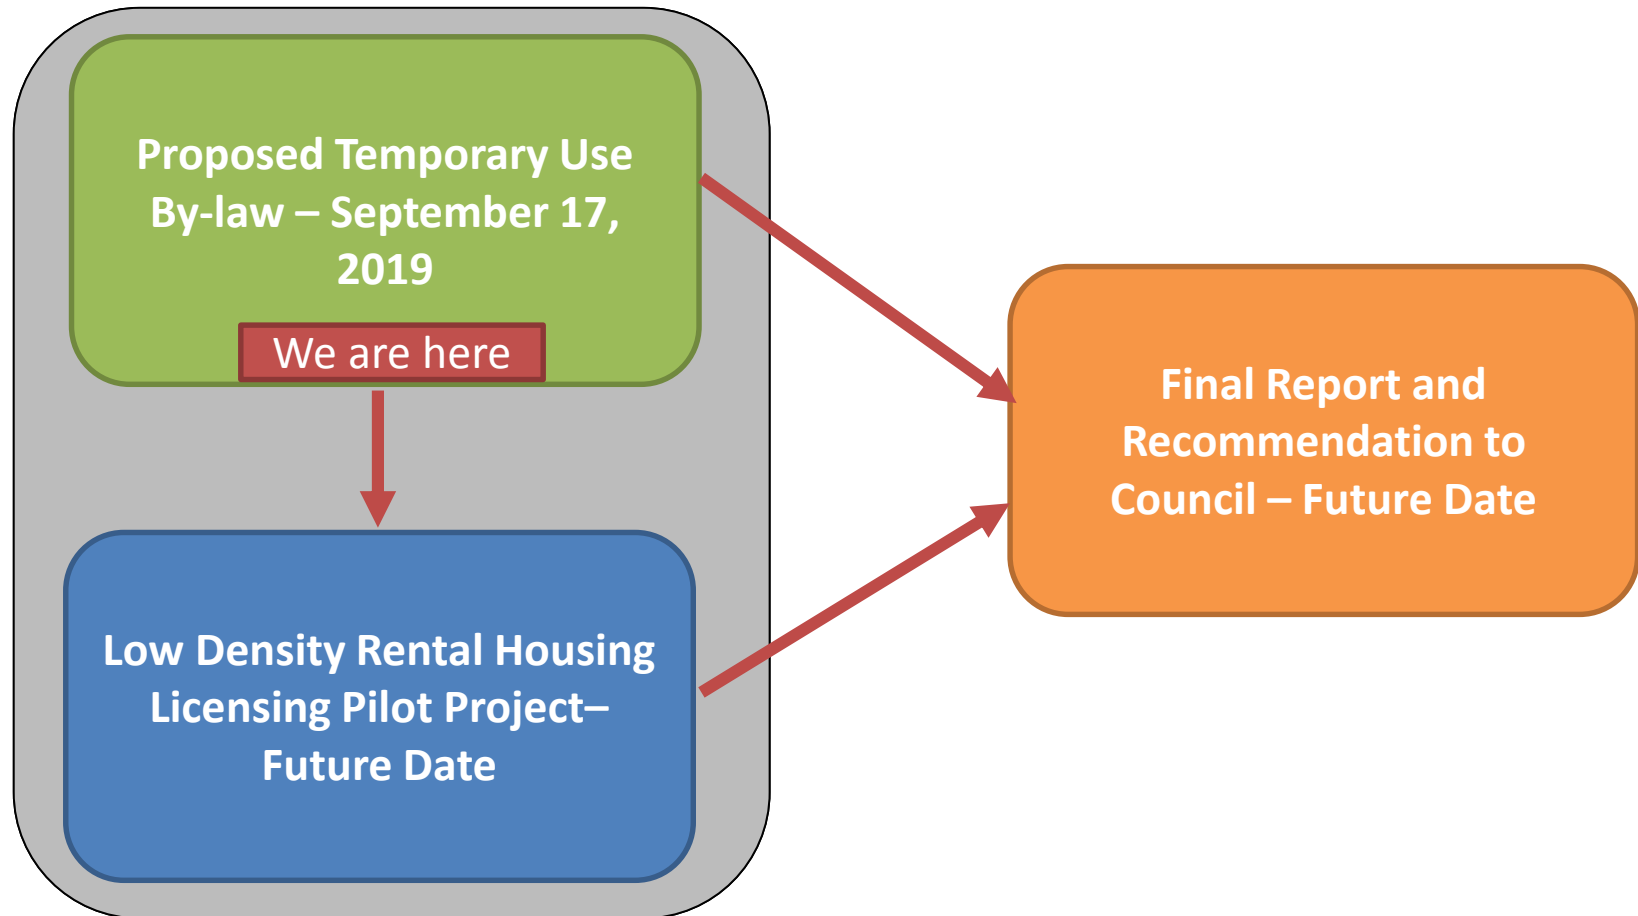 Proposed Temporary Use
By-law – September 17,
2019
We are here
Low Density Rental Housing
Licensing Pilot Project–
Future Date
Final Report and
Recommendation to
Council – Future Date